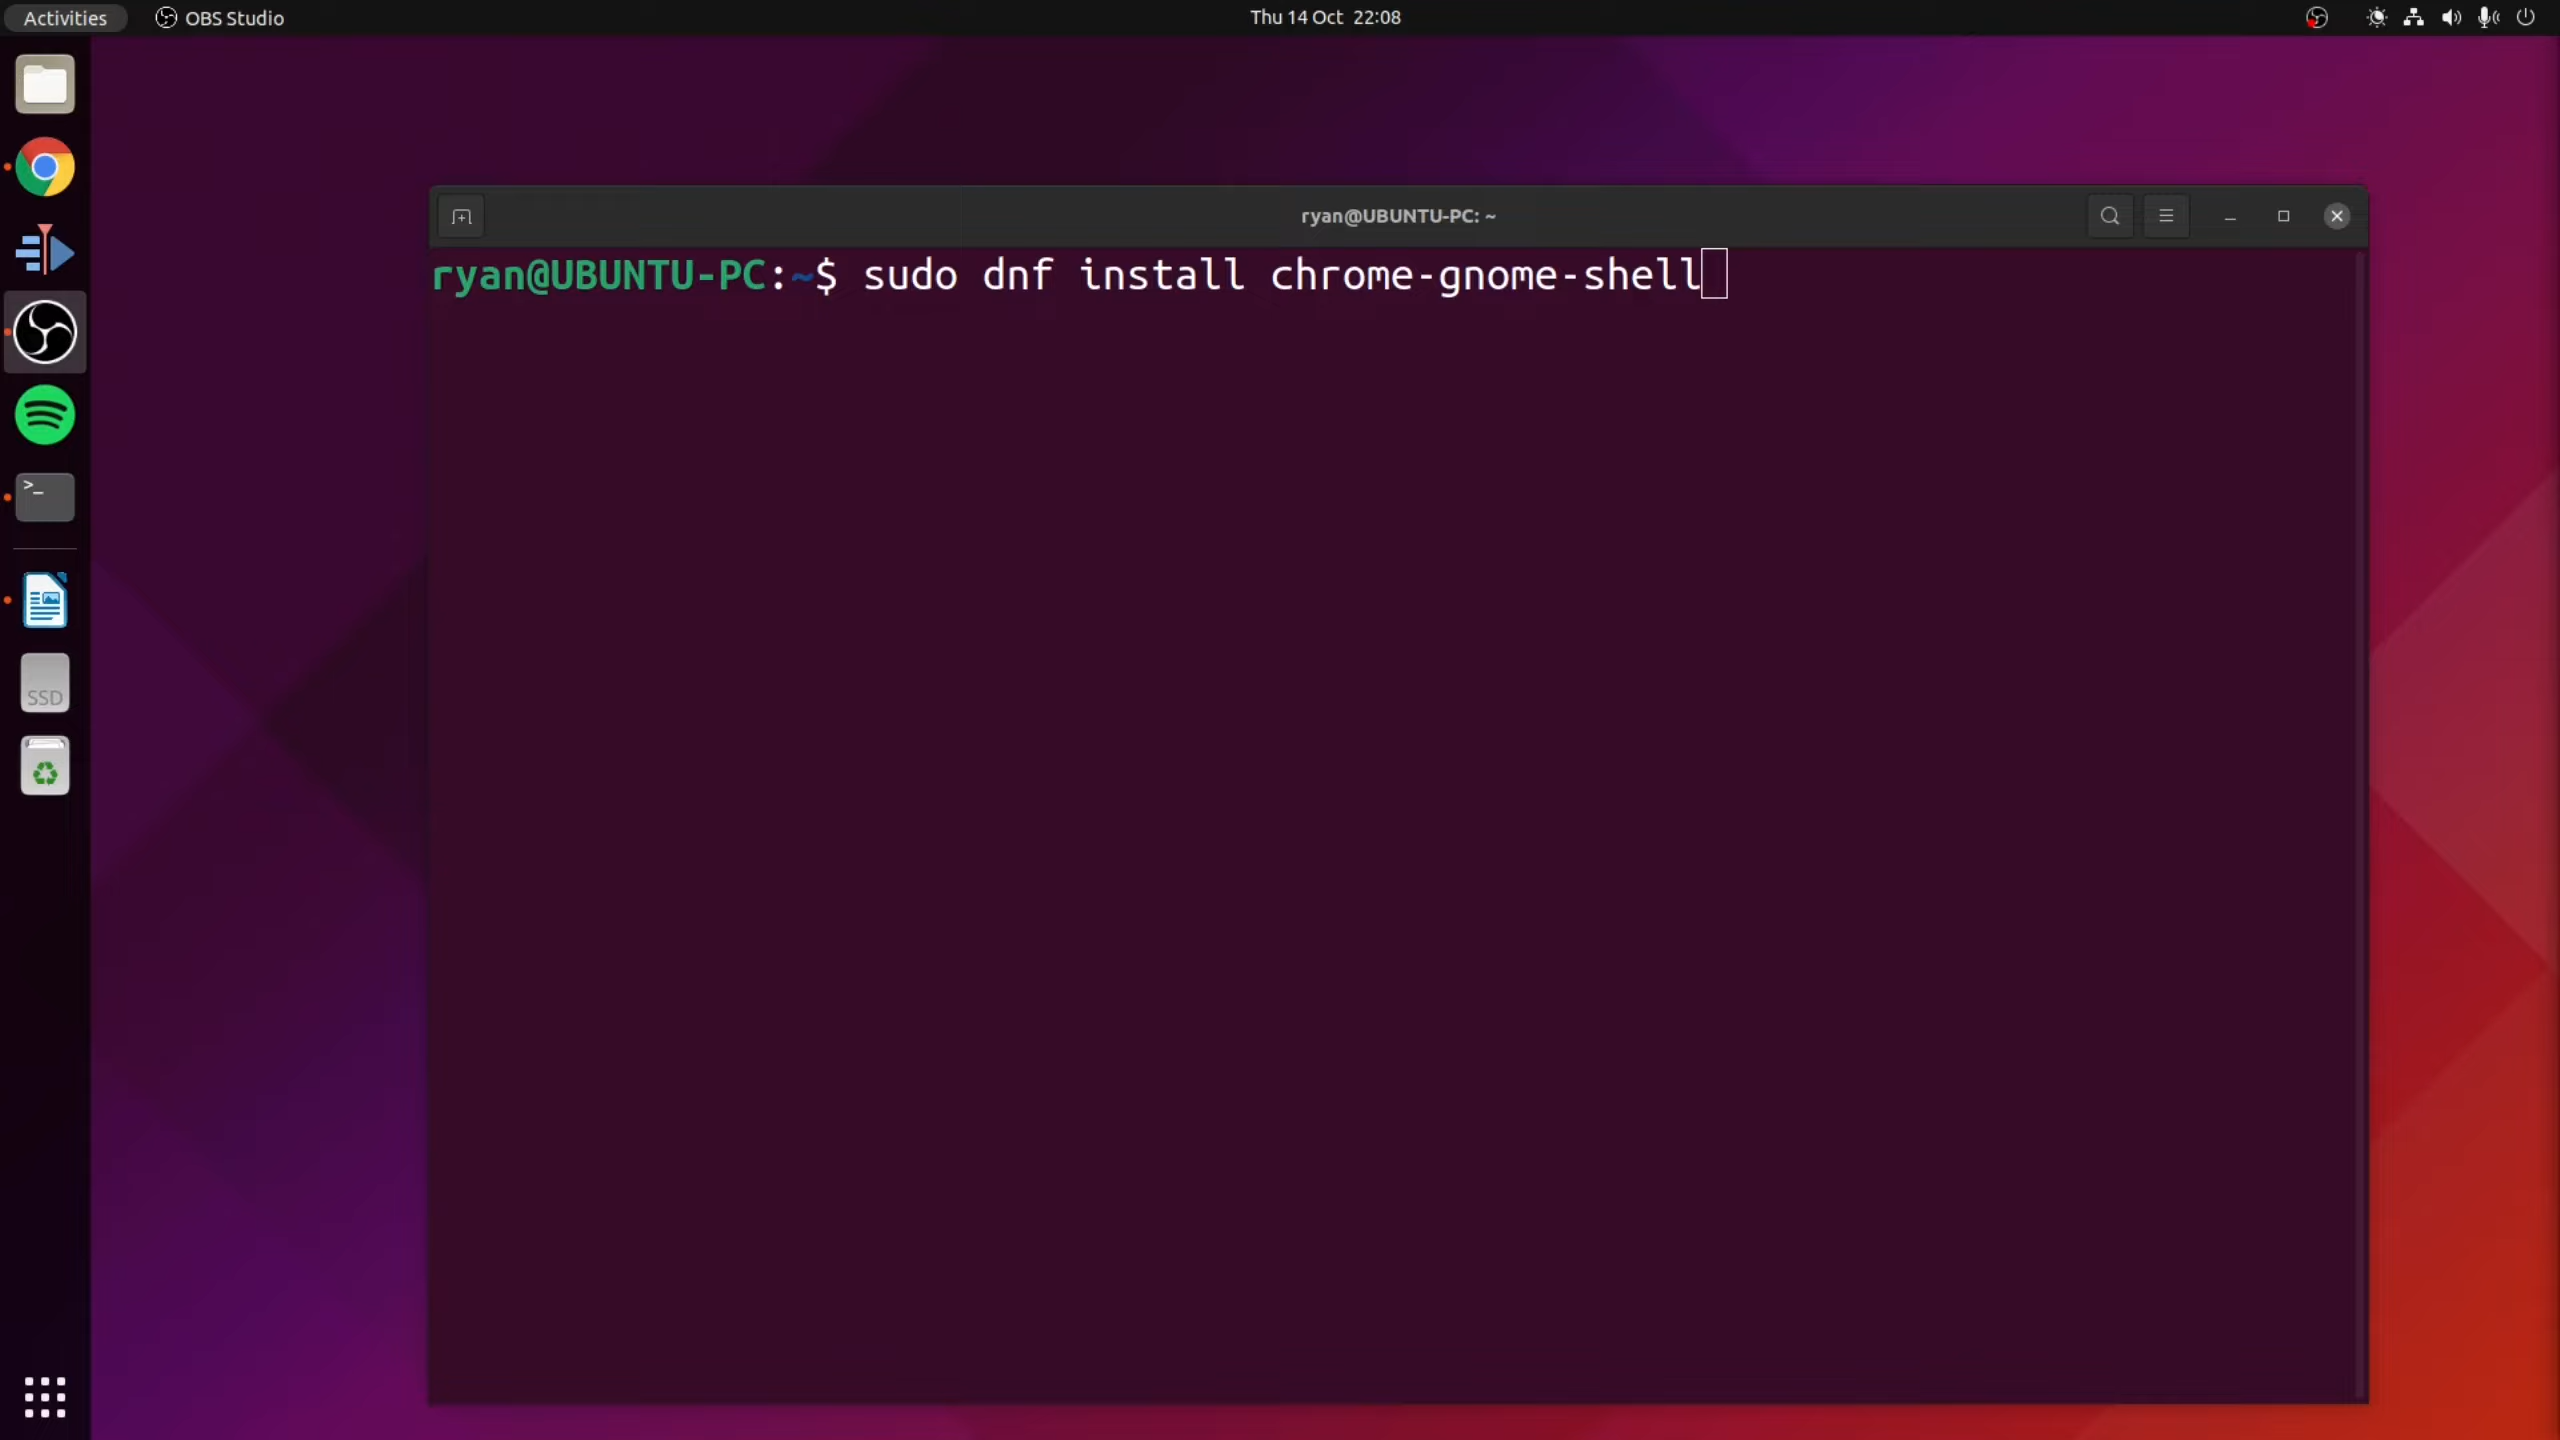 Activities
OBS Studio
Thu 14 Oct 22:08
ryan@UBUNTU-PC: ~
ryan@UBUNTU-PC:~$ sudo dnf install chrome-gnome-shell
>_
SSD